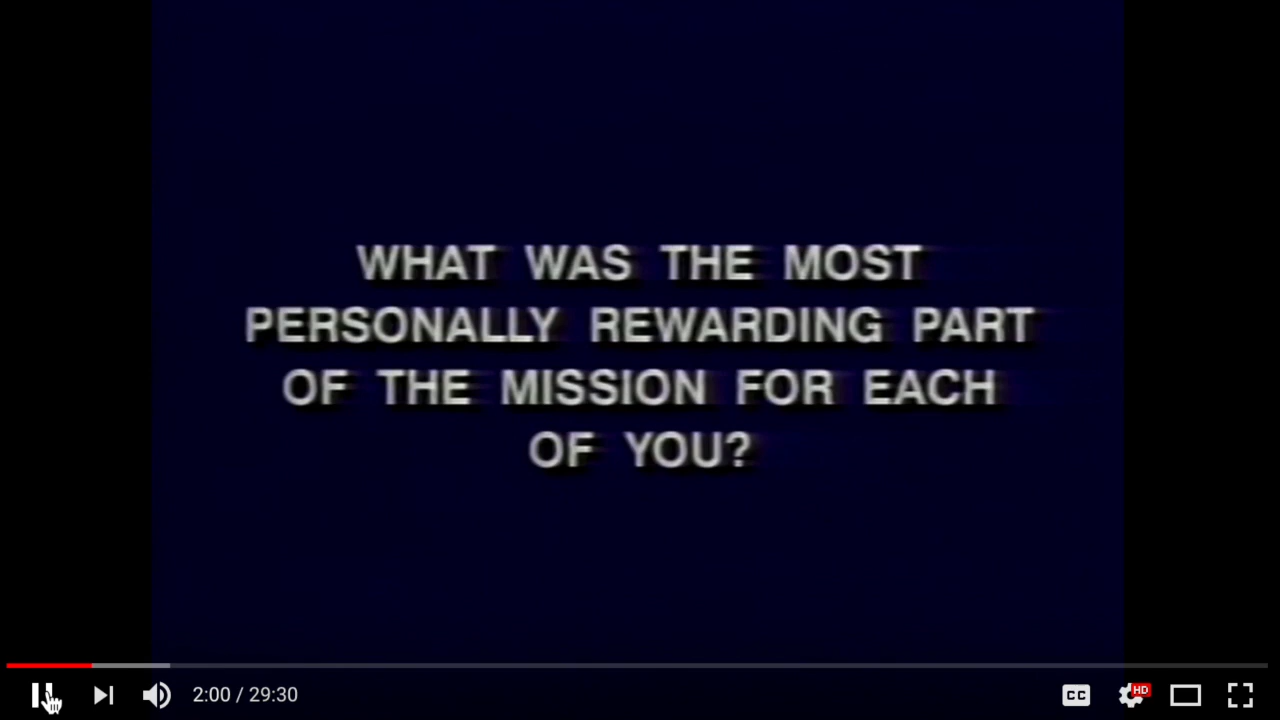 WHAT WAS THE MOST
PERSONALLY REWARDING PART
OF THE MISSION FOR EACH
OF YOU?
2:00 / 29:30
CC
HD